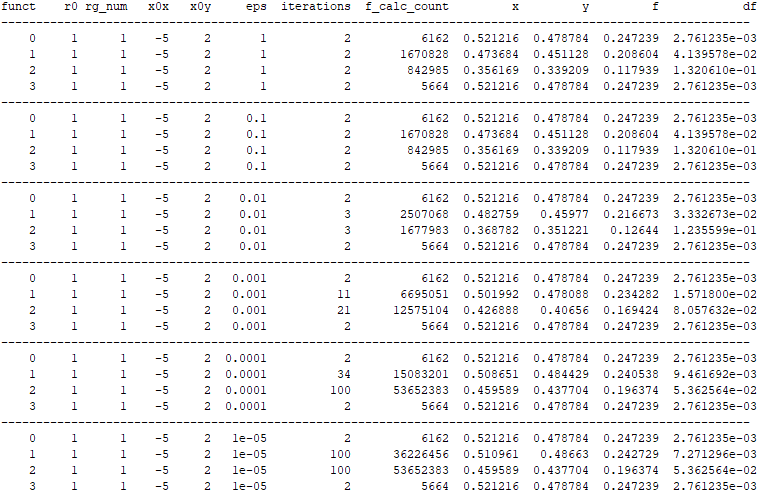 funct r0 rg_num x0x x0y eps iterations f_calc_count x y f df
0 1 1 -5 2 1 2 6162 0.521216 0.478784 0.247239 2.761235e-03
1 1 1 -5 2 1 2 1670828 0.473684 0.451128 0.208604 4.139578e-02
2 1 1 -5 2 1 2 842985 0.356169 0.339209 0.117939 1.320610e-01
3 1 1 -5 2 1 2 5664 0.521216 0.478784 0.247239 2.761235e-03
0 1 1 -5 2 0.1 2 6162 0.521216 0.478784 0.247239 2.761235e-03
1 1 1 -5 2 0.1 2 1670828 0.473684 0.451128 0.208604 4.139578e-02
2 1 1 -5 2 0.1 2 842985 0.356169 0.339209 0.117939 1.320610e-01
3 1 1 -5 2 0.1 2 5664 0.521216 0.478784 0.247239 2.761235e-03
0 1 1 -5 2 0.01 2 6162 0.521216 0.478784 0.247239 2.761235e-03
1 1 1 -5 2 0.01 3 2507068 0.482759 0.45977 0.216673 3.332673e-02
2 1 1 -5 2 0.01 3 1677983 0.368782 0.351221 0.12644 1.235599e-01
3 1 1 -5 2 0.01 2 5664 0.521216 0.478784 0.247239 2.761235e-03
0 1 1 -5 2 0.001 2 6162 0.521216 0.478784 0.247239 2.761235e-03
1 1 1 -5 2 0.001 11 6695051 0.501992 0.478088 0.234282 1.571800e-02
2 1 1 -5 2 0.001 21 12575104 0.426888 0.40656 0.169424 8.057632e-02
3 1 1 -5 2 0.001 2 5664 0.521216 0.478784 0.247239 2.761235e-03
0 1 1 -5 2 0.0001 2 6162 0.521216 0.478784 0.247239 2.761235e-03
1 1 1 -5 2 0.0001 34 15083201 0.508651 0.484429 0.240538 9.461692e-03
2 1 1 -5 2 0.0001 100 53652383 0.459589 0.437704 0.196374 5.362564e-02
3 1 1 -5 2 0.0001 2 5664 0.521216 0.478784 0.247239 2.761235e-03
0 1 1 -5 2 1e-05 2 6162 0.521216 0.478784 0.247239 2.761235e-03
1 1 1 -5 2 1e-05 100 36226456 0.510961 0.48663 0.242729 7.271296e-03
2 1 1 -5 2 1e-05 100 53652383 0.459589 0.437704 0.196374 5.362564e-02
3 1 1 -5 2 1e-05 2 5664 0.521216 0.478784 0.247239 2.761235e-03